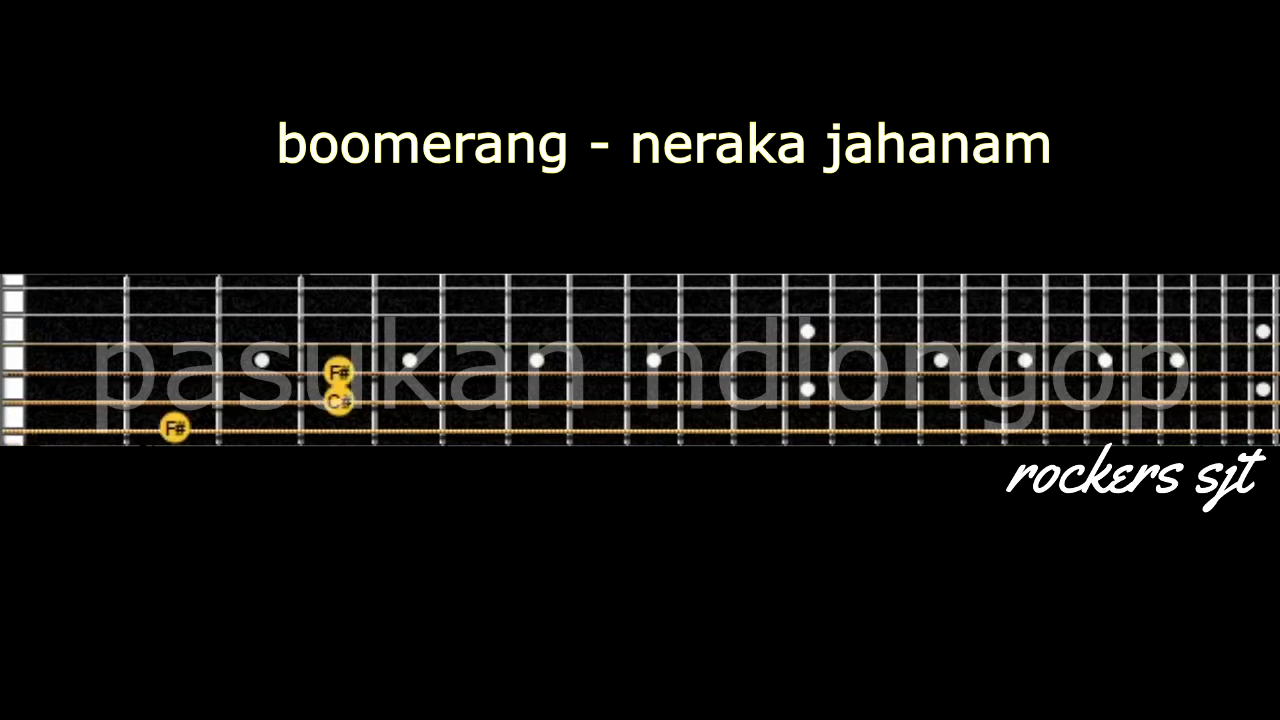 boomerang - neraka jahanam
pasukan ndlongop
F#
C#
F#
rockers sjt